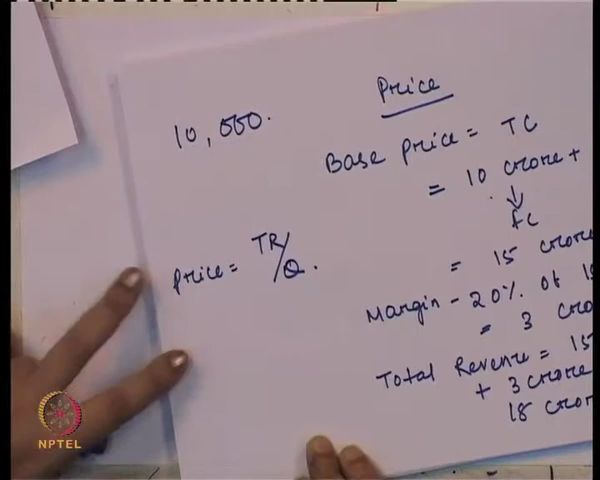 Price
10,000.
Base price = TC
= 10 crore +
↓
fc
Price = TR/Q.
= 15 crore
Margin - 20% of
= 3 cro
Total Revenue = 15
+ 3 crore
18 cror
NPTEL